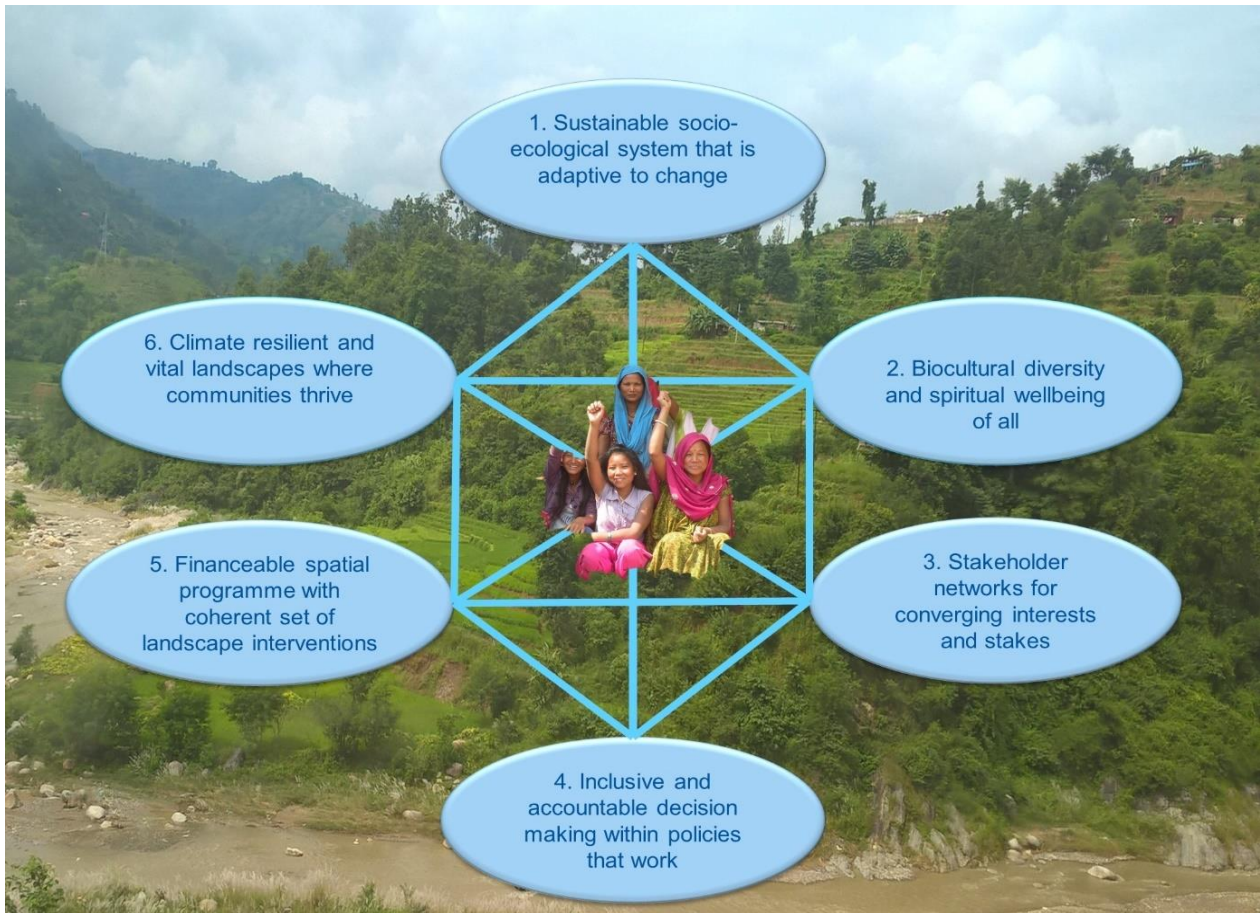 1. Sustainable socio-
ecological system that is
adaptive to change
6. Climate resilient and
vital landscapes where
communities thrive
2. Biocultural diversity
and spiritual wellbeing
of all
5. Financeable spatial
programme with
coherent set of
landscape interventions
3. Stakeholder
networks for
converging interests
and stakes
4. Inclusive and
accountable decision
making within policies
that work